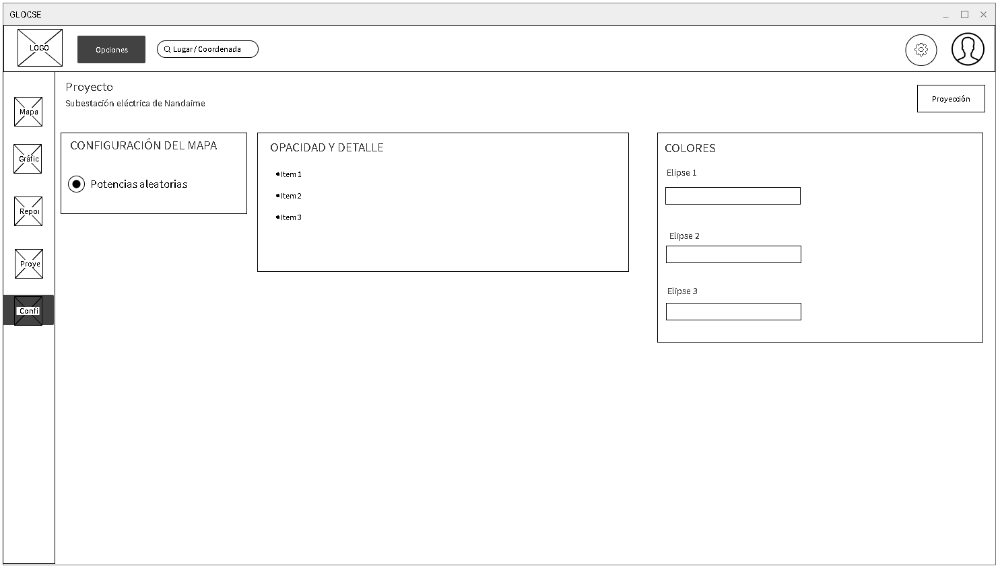 GLOCSE
LOGO
Opciones
Lugar / Coordenada
Proyecto
Subestación eléctrica de Nandaime
Proyección
Mapa
Gráfic
Repor
Proye
Confi
CONFIGURACIÓN DEL MAPA
Potencias aleatorias
OPACIDAD Y DETALLE
Item 1
Item 2
Item 3
COLORES
Elipse 1
Elipse 2
Elipse 3